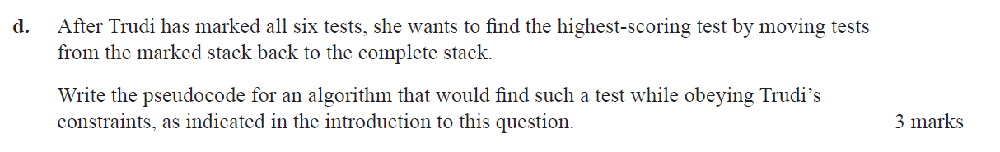 d. After Trudi has marked all six tests, she wants to find the highest-scoring test by moving tests
from the marked stack back to the complete stack.
Write the pseudocode for an algorithm that would find such a test while obeying Trudi’s
constraints, as indicated in the introduction to this question. 3 marks